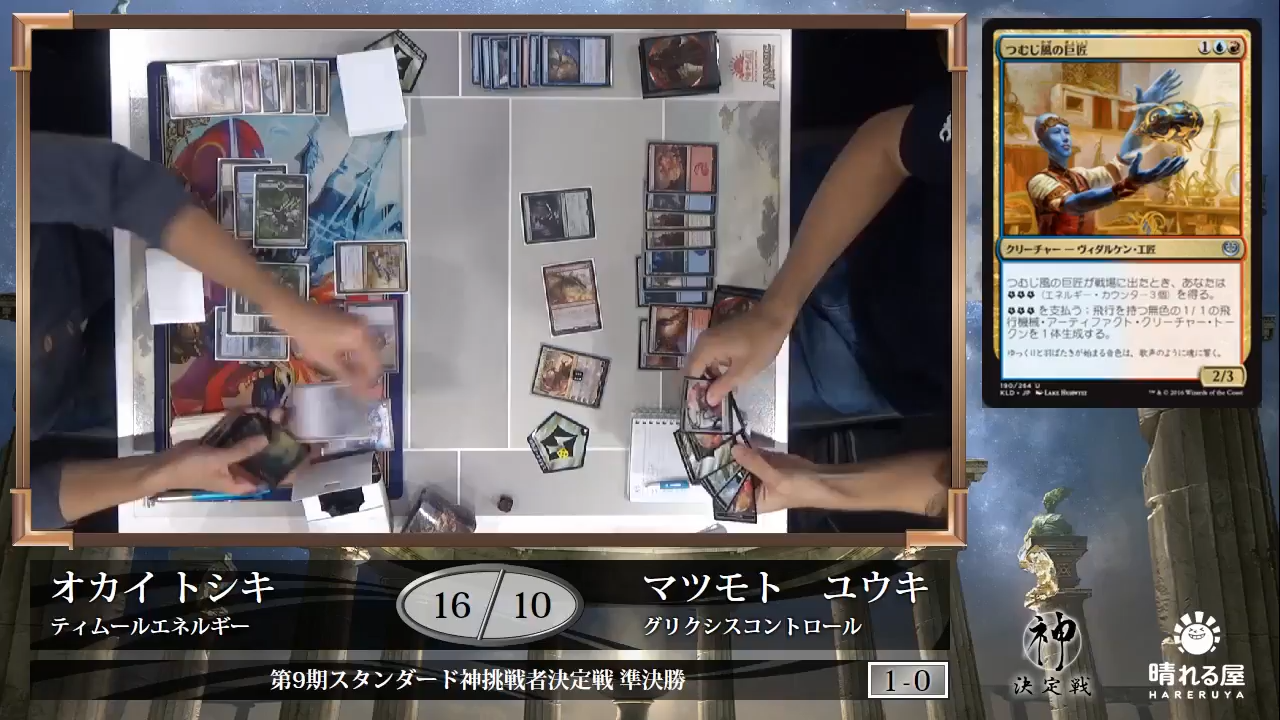 つむじ風の巨匠
1
クリーチャー — ヴィダルケン・工匠
つむじ風の巨匠が戦場に出たとき、あなたは
(エネルギー・カウンター3個)を得る。
を支払う:飛行を持つ無色の1/1の飛
行機械・アーティファクト・クリーチャー・トー
クンを1体生成する。
ゆっくりと羽ばたきが始まる音色は、歌声のように魂に響く。
2/3
190/264 U
KLD • JP
オカイ トシキ
ティムールエネルギー
16 / 10
マツモト ユウキ
グリクシスコントロール
第9期スタンダード神挑戦者決定戦 準決勝
1-0
神
決定戦
晴れる屋
HARERUYA